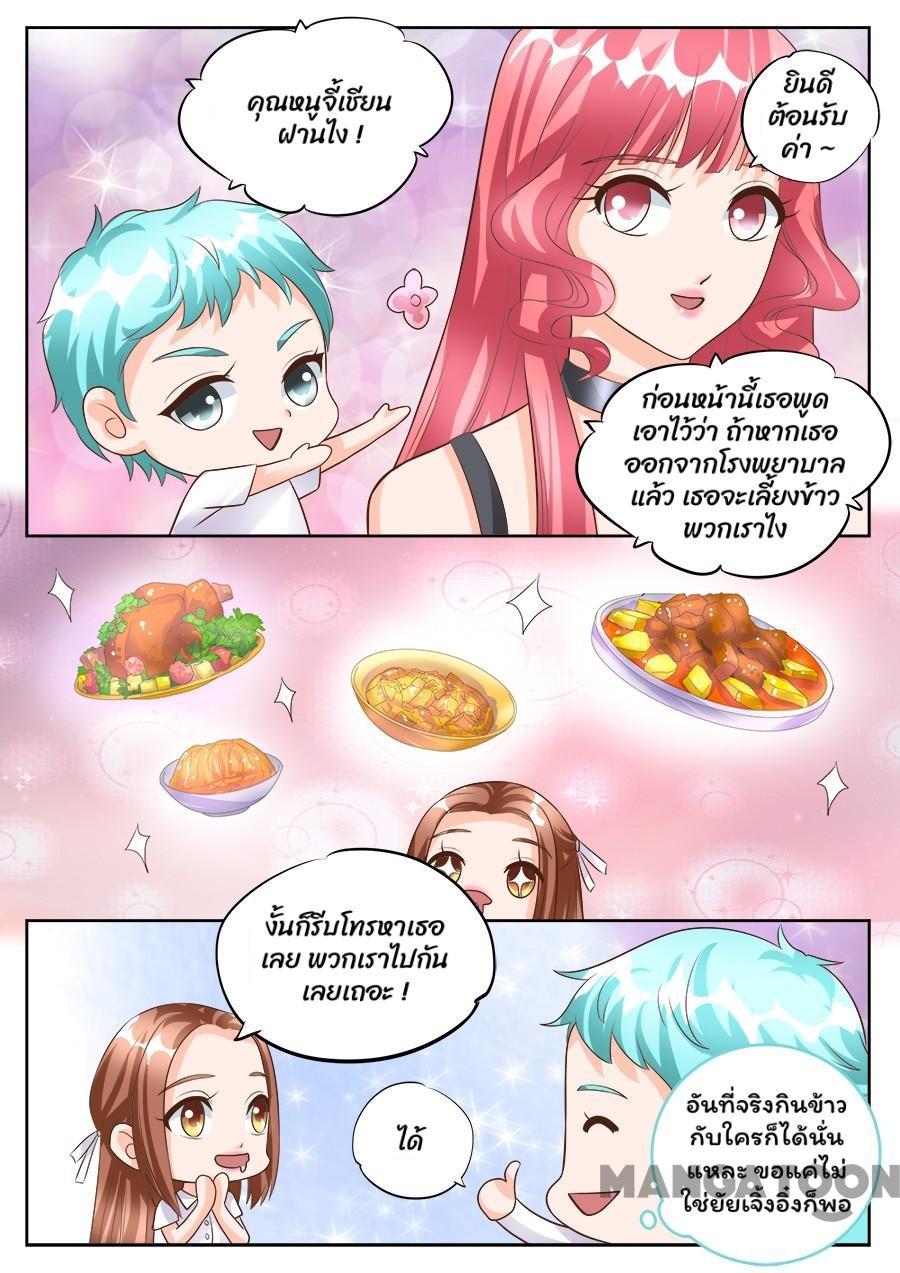 คุณหนูจี้เชียน
ฝานไง !
ยินดี
ต้อนรับ
ค่า ~
ก่อนหน้านี้เธอพูด
เอาไว้ว่า ถ้าหากเธอ
ออกจากโรงพยาบาล
แล้ว เธอจะเลี้ยงข้าว
พวกเราไง
งั้นก็รีบโทรหาเธอ
เลย พวกเราไปกัน
เลยเถอะ !
ได้
อันที่จริงกินข้าว
กับใครก็ได้นั่น
แหละ ขอแค่ไม่
ใช่ยัยเจิ้งอิ๋งก็พอ
MANGATOON